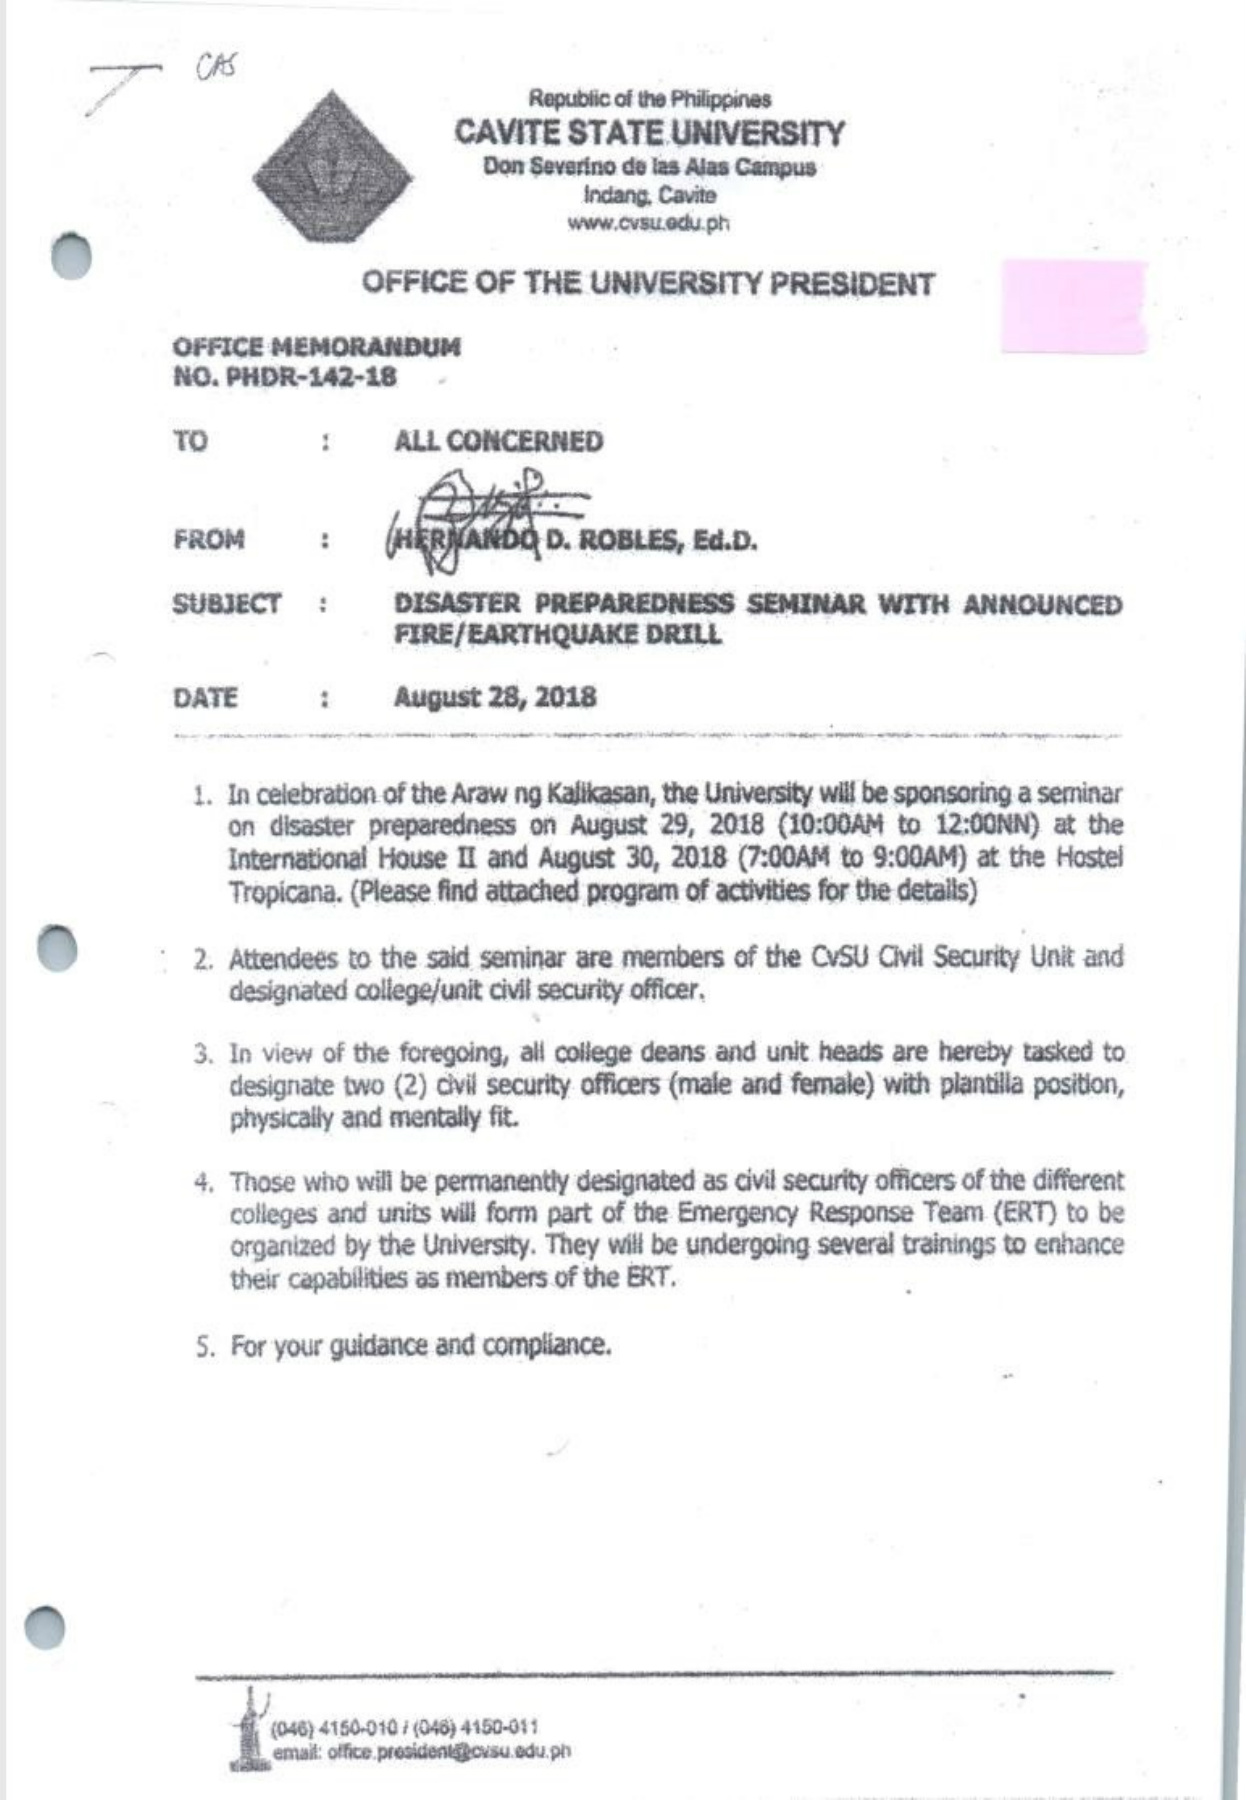 CAS
Republic of the Philippines
CAVITE STATE UNIVERSITY
Don Severino de las Alas Campus
Indang, Cavite
www.cvsu.edu.ph
OFFICE OF THE UNIVERSITY PRESIDENT
OFFICE MEMORANDUM
NO. PHDR-142-18
TO : ALL CONCERNED
FROM : HERNANDO D. ROBLES, Ed.D.
SUBJECT : DISASTER PREPAREDNESS SEMINAR WITH ANNOUNCED
FIRE/EARTHQUAKE DRILL
DATE : August 28, 2018
1. In celebration of the Araw ng Kalikasan, the University will be sponsoring a seminar
on disaster preparedness on August 29, 2018 (10:00AM to 12:00NN) at the
International House II and August 30, 2018 (7:00AM to 9:00AM) at the Hostel
Tropicana. (Please find attached program of activities for the details)
2. Attendees to the said seminar are members of the CvSU Civil Security Unit and
designated college/unit civil security officer.
3. In view of the foregoing, all college deans and unit heads are hereby tasked to
designate two (2) civil security officers (male and female) with plantilla position,
physically and mentally fit.
4. Those who will be permanently designated as civil security officers of the different
colleges and units will form part of the Emergency Response Team (ERT) to be
organized by the University. They will be undergoing several trainings to enhance
their capabilities as members of the ERT.
5. For your guidance and compliance.
(046) 4150-010 / (046) 4150-011
email: office.president@cvsu.edu.ph